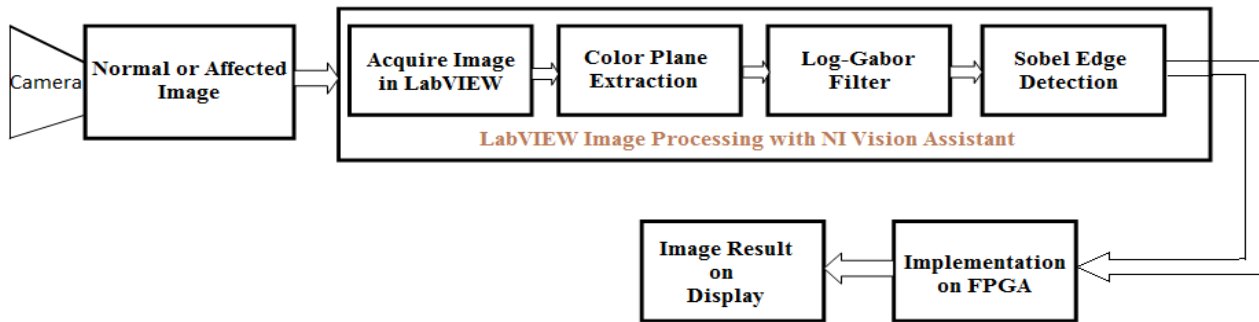 Camera
Normal or Affected
Image
Acquire Image
in LabVIEW
Color Plane
Extraction
Log-Gabor
Filter
Sobel Edge
Detection
LabVIEW Image Processing with NI Vision Assistant
Image Result
on
Display
Implementation
on FPGA